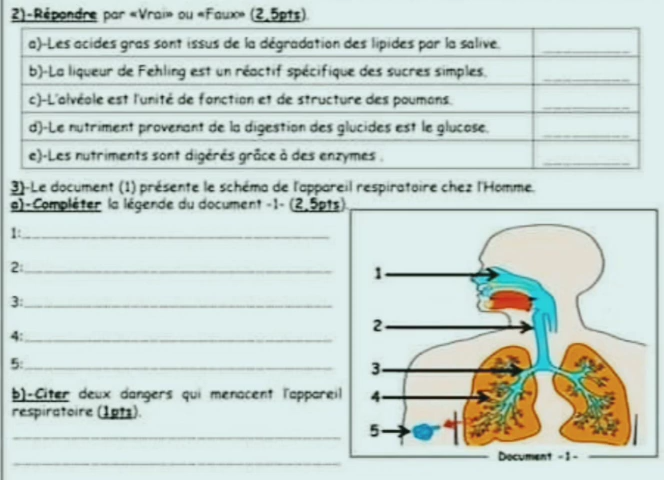 2)-Répondre par «Vrai» ou «Faux» (2,5pts).
a)-Les acides gras sont issus de la dégradation des lipides par la salive.
b)-La liqueur de Fehling est un réactif spécifique des sucres simples.
c)-L'alvéole est l'unité de fonction et de structure des poumons.
d)-Le nutriment provenant de la digestion des glucides est le glucose.
e)-Les nutriments sont digérés grâce à des enzymes .
3)-Le document (1) présente le schéma de l'appareil respiratoire chez l'Homme.
a)-Compléter la légende du document -1- (2,5pts).
1:
2:
3:
4:
5:
b)-Citer deux dangers qui menacent l'appareil
respiratoire (1pts).
1
2
3
4
5
Document -1-